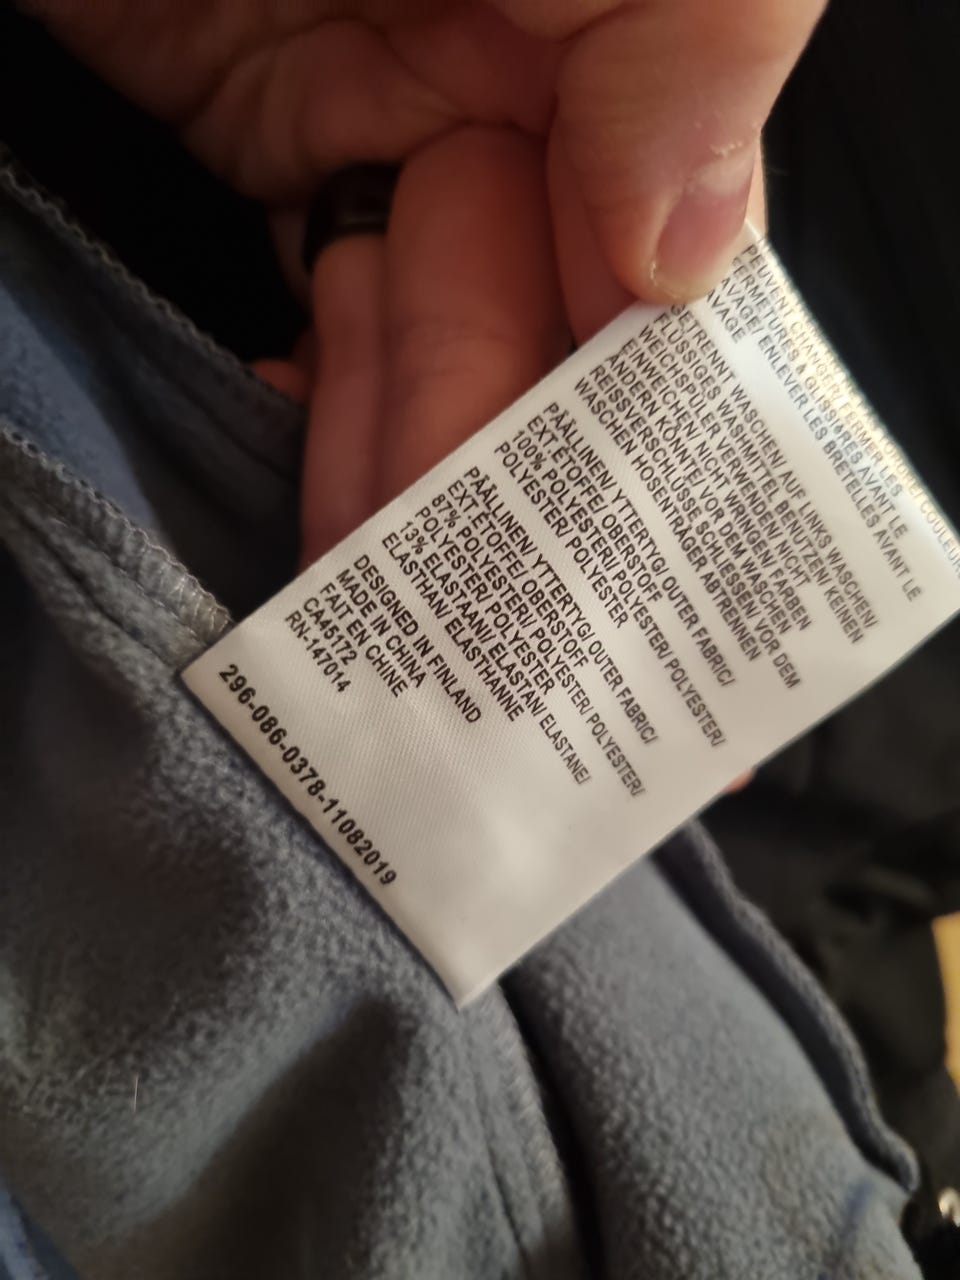 PEUVENT CHANGER/ FERMER LES
FERMETURES À GLISSIÈRES AVANT LE
LAVAGE/ ENLEVER LES BRETELLES AVANT LE
LAVAGE
GETRENNT WASCHEN/ AUF LINKS WASCHEN/
FLÜSSIGES WASHMITTEL BENUTZEN/ KEINEN
WEICHSPÜLER VERWENDEN/ NICHT
EINWEICHEN/ NICHT WRINGEN/ FARBEN
ÄNDERN KÖNNTE/ VOR DEM WASCHEN
REISSVERSCHLÜSSE SCHLIESSEN/ VOR DEM
WASCHEN HOSENTRÄGER ABTRENNEN
PÄÄLLINEN/ YTTERTYG/ OUTER FABRIC/
EXT ÉTOFFE/ OBERSTOFF
100% POLYESTERI/ POLYESTER/ POLYESTER/
POLYESTER/ POLYESTER
PÄÄLLINEN/ YTTERTYG/ OUTER FABRIC/
EXT ÉTOFFE/ OBERSTOFF
87% POLYESTERI/ POLYESTER/ POLYESTER/
POLYESTER/ POLYESTER
13% ELASTAANI/ ELASTAN/ ELASTANE/
ELASTHAN/ ELASTHANNE
DESIGNED IN FINLAND
MADE IN CHINA
FAIT EN CHINE
CA45172
RN-147014
296-086-0378-11082019